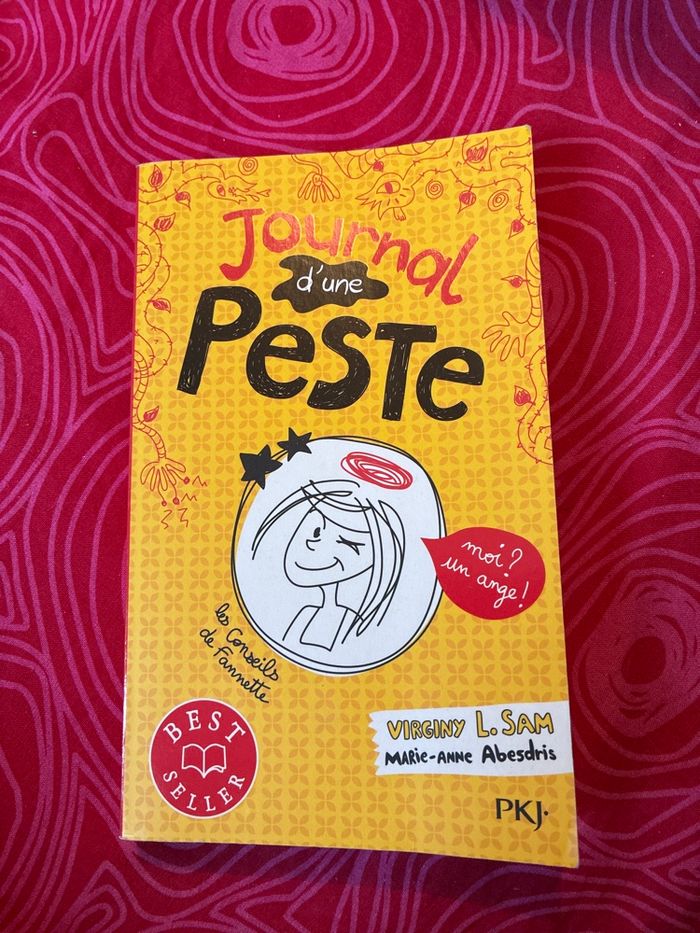 Journal
d'une
Peste
moi ?
un ange !
les Conseils
de Fannette
BEST
SELLER
VIRGINY L. SAM
MARIE-ANNE Abesdris
PKJ.